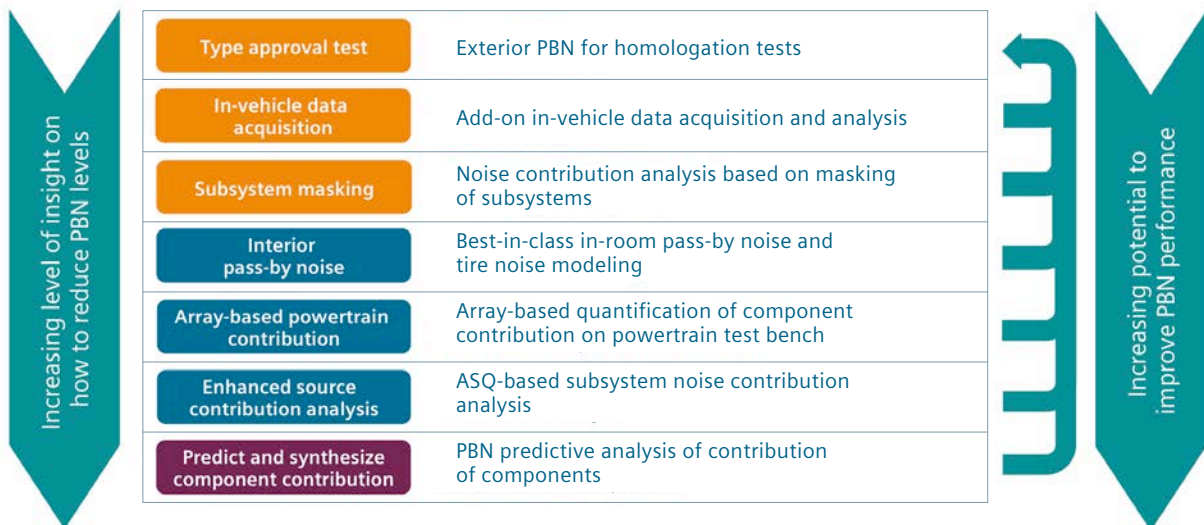 Increasing level of insight on
how to reduce PBN levels
Type approval test
Exterior PBN for homologation tests
In-vehicle data
acquisition
Add-on in-vehicle data acquisition and analysis
Subsystem masking
Noise contribution analysis based on masking
of subsystems
Interior
pass-by noise
Best-in-class in-room pass-by noise and
tire noise modeling
Array-based powertrain
contribution
Array-based quantification of component
contribution on powertrain test bench
Enhanced source
contribution analysis
ASQ-based subsystem noise contribution
analysis
Predict and synthesize
component contribution
PBN predictive analysis of contribution
of components
Increasing potential to
improve PBN performance